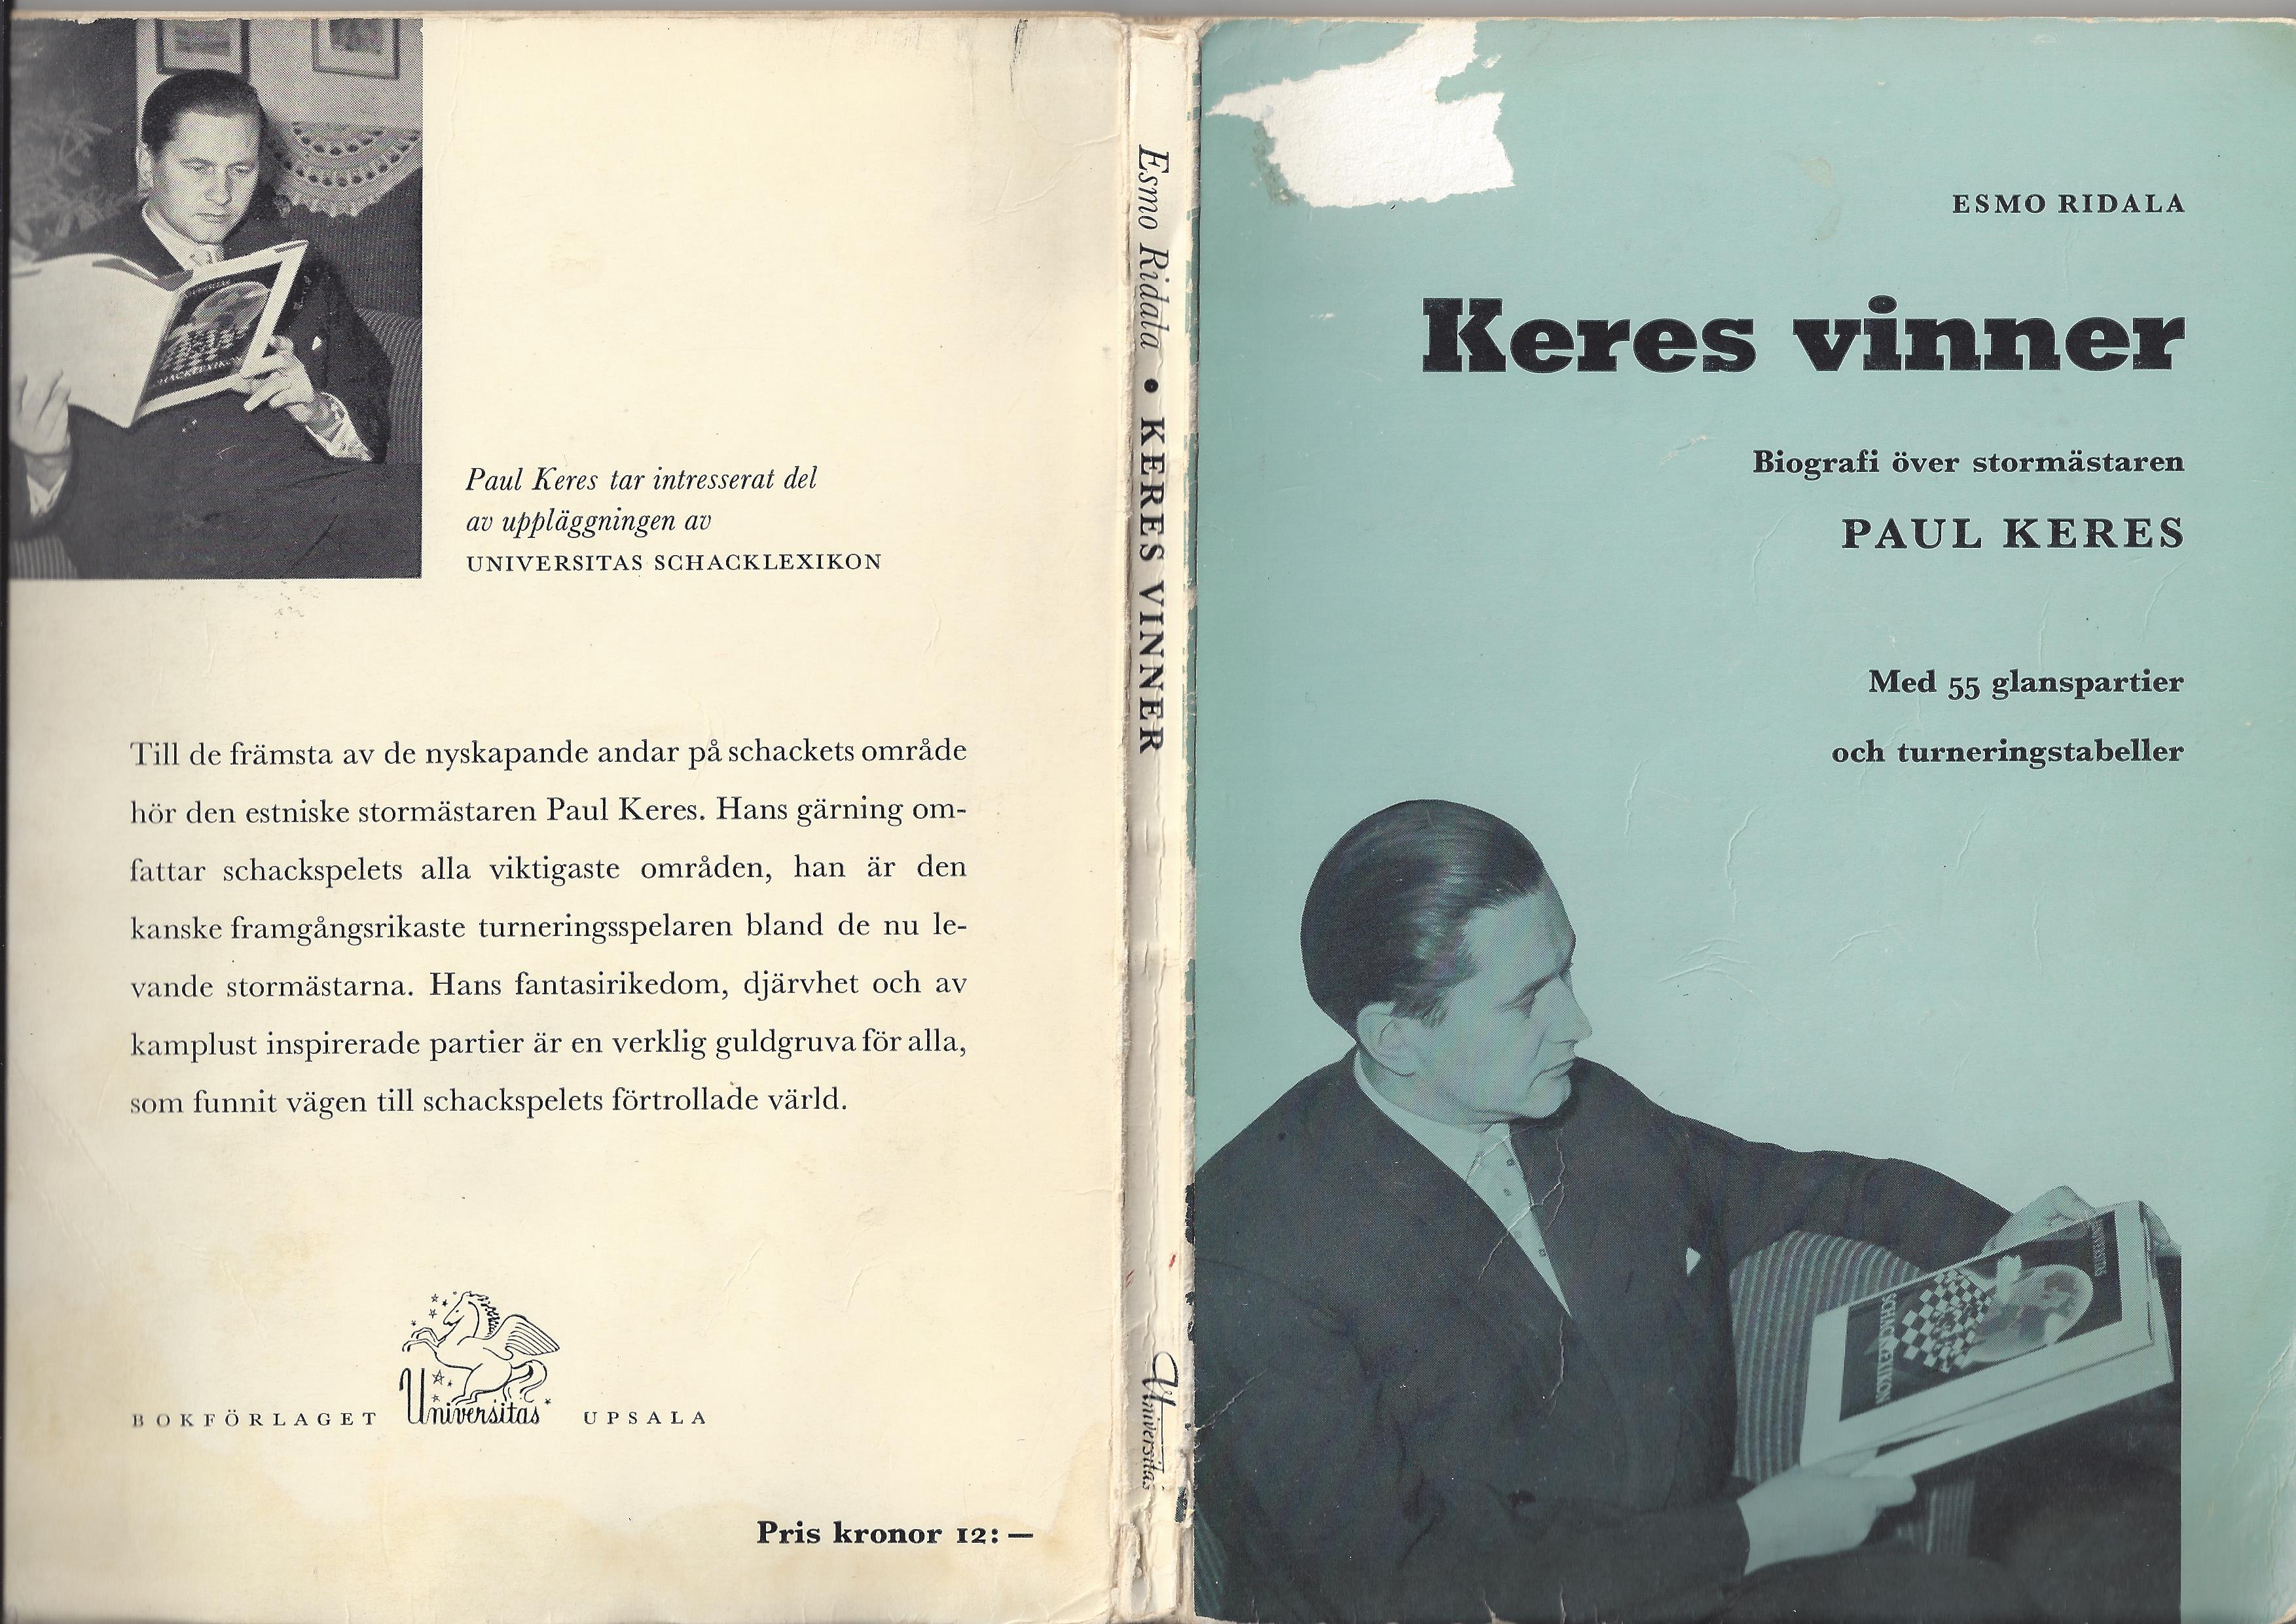 Paul Keres tar intresserat del
av uppläggningen av
UNIVERSITAS SCHACKLEXIKON
Till de främsta av de nyskapande andar på schackets område
hör den estniske stormästaren Paul Keres. Hans gärning om-
fattar schackspelets alla viktigaste områden, han är den
kanske framgångsrikaste turneringsspelaren bland de nu le-
vande stormästarna. Hans fantasirikedom, djärvhet och av
kamplust inspirerade partier är en verklig guldgruva för alla,
som funnit vägen till schackspelets förtrollade värld.
BOKFÖRLAGET Universitas UPSALA
Pris kronor 12:—
Esmo Ridala • KERES VINNER
Universitas
ESMO RIDALA
Keres vinner
Biografi över stormästaren
PAUL KERES
Med 55 glanspartier
och turneringstabeller
UNIVERSITAS
SCHACKLEXIKON